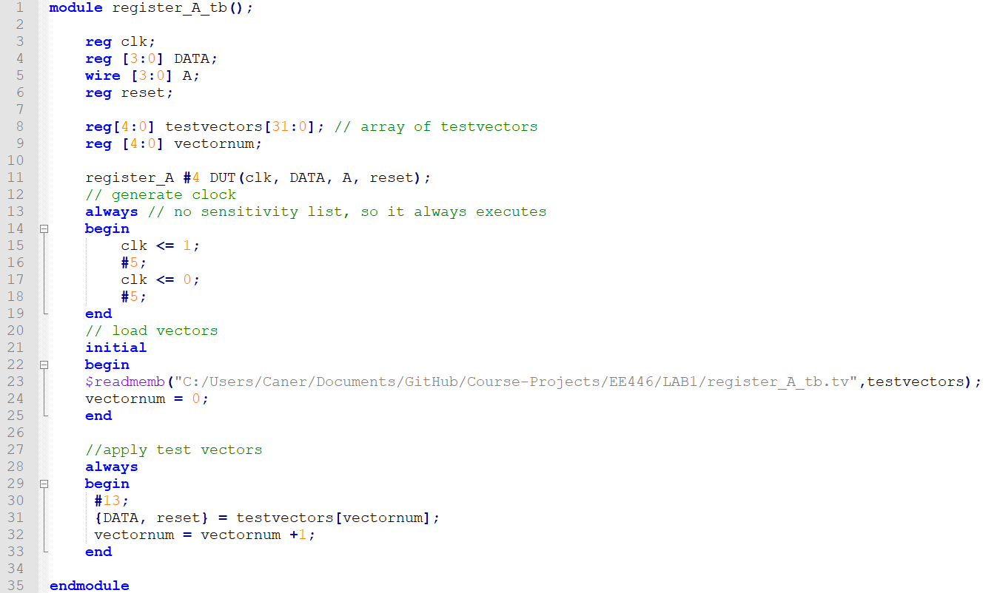 1 module register_A_tb();
2
3 reg clk;
4 reg [3:0] DATA;
5 wire [3:0] A;
6 reg reset;
7
8 reg[4:0] testvectors[31:0]; // array of testvectors
9 reg [4:0] vectornum;
10
11 register_A #4 DUT(clk, DATA, A, reset);
12 // generate clock
13 always // no sensitivity list, so it always executes
14 begin
15 clk <= 1;
16 #5;
17 clk <= 0;
18 #5;
19 end
20 // load vectors
21 initial
22 begin
23 $readmemb("C:/Users/Caner/Documents/GitHub/Course-Projects/EE446/LAB1/register_A_tb.tv",testvectors);
24 vectornum = 0;
25 end
26
27 //apply test vectors
28 always
29 begin
30 #13;
31 {DATA, reset} = testvectors[vectornum];
32 vectornum = vectornum +1;
33 end
34
35 endmodule